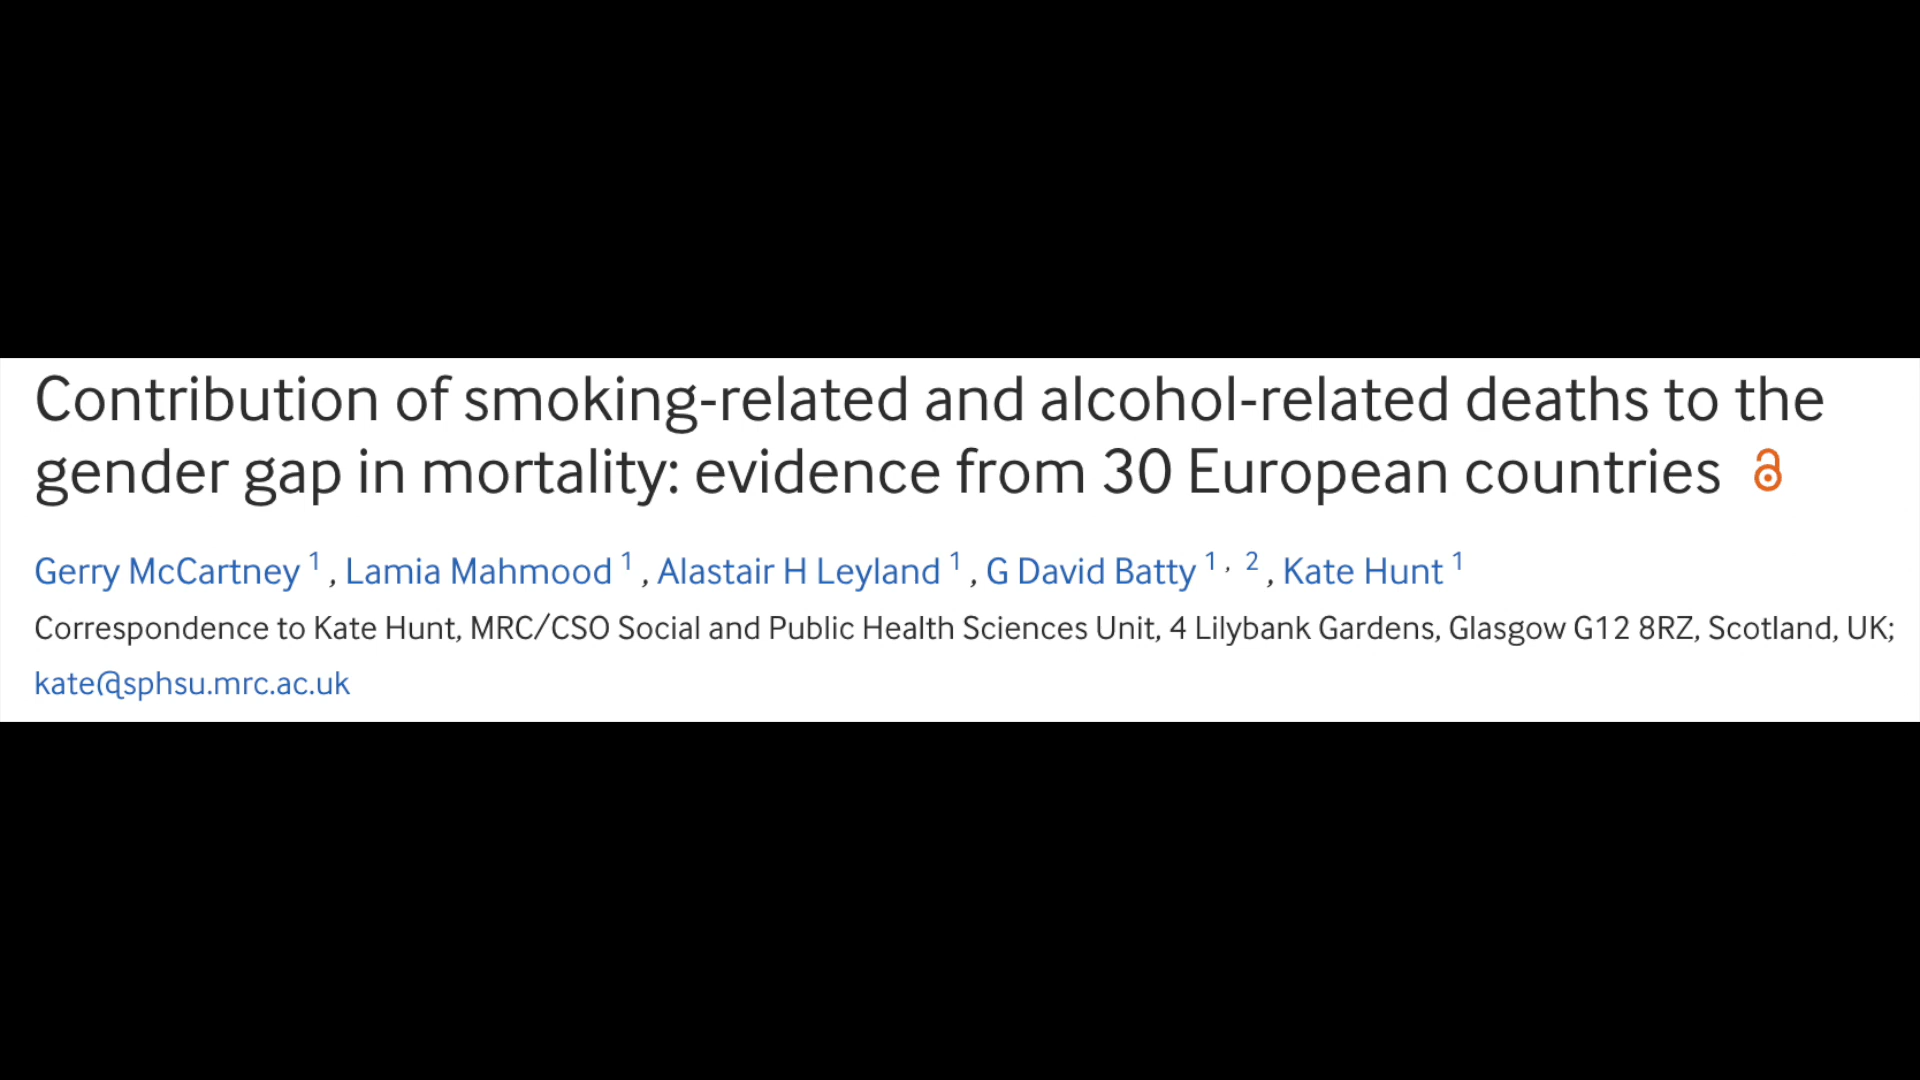 Contribution of smoking-related and alcohol-related deaths to the
gender gap in mortality: evidence from 30 European countries
Gerry McCartney 1 , Lamia Mahmood 1 , Alastair H Leyland 1 , G David Batty 1 , 2 , Kate Hunt 1
Correspondence to Kate Hunt, MRC/CSO Social and Public Health Sciences Unit, 4 Lilybank Gardens, Glasgow G12 8RZ, Scotland, UK;
kate@sphsu.mrc.ac.uk